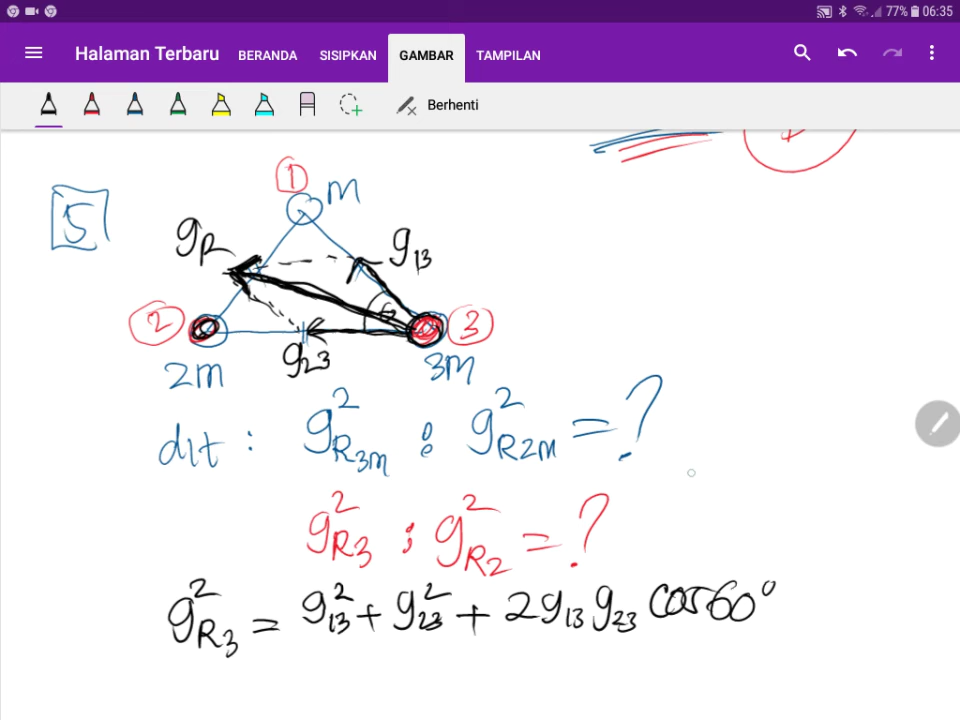 77% 06:35
Halaman Terbaru BERANDA SISIPKAN GAMBAR TAMPILAN
Berhenti
5
① m
gR
g13
②
③
g23
2m
3m
dit : g²R3m : g²R2m = ?
g²R3 : g²R2 = ?
g²R3 = g²13 + g²23 + 2g13 g23 cos 60°